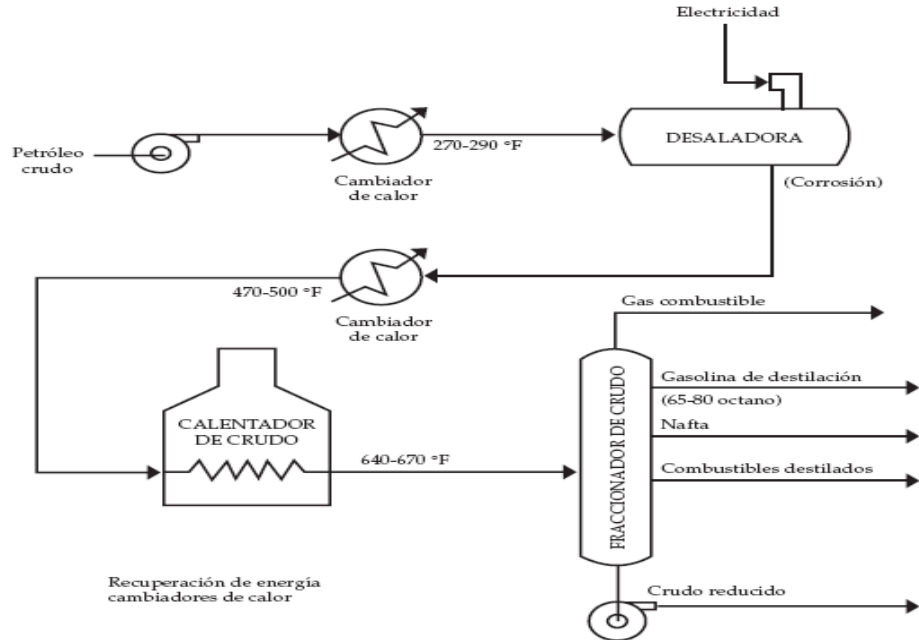 Electricidad
Petróleo
crudo
270-290 °F
Cambiador
de calor
DESALADORA
(Corrosión)
470-500 °F
Cambiador
de calor
Gas combustible
CALENTADOR
DE CRUDO
640-670 °F
FRACCIONADOR DE CRUDO
Gasolina de destilación
(65-80 octano)
Nafta
Combustibles destilados
Crudo reducido
Recuperación de energía
cambiadores de calor